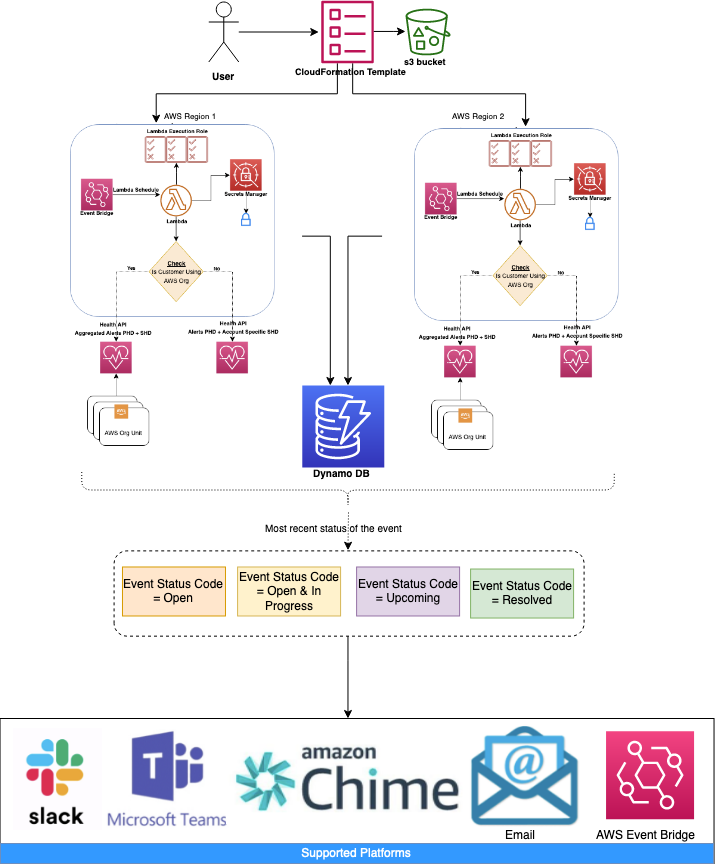 User
CloudFormation Template
s3 bucket
AWS Region 1
Lambda Execution Role
Lambda Schedule
Event Bridge
Secrets Manager
Lambda
Check
Is Customer Using
AWS Org
Yes
No
Health API
Aggregated Alerts PHD + SHD
Health API
Alerts PHD + Account Specific SHD
AWS Org Unit
AWS Region 2
Lambda Execution Role
Lambda Schedule
Event Bridge
Secrets Manager
Lambda
Check
Is Customer Using
AWS Org
Yes
No
Health API
Aggregated Alerts PHD + SHD
Health API
Alerts PHD + Account Specific SHD
AWS Org Unit
Dynamo DB
Most recent status of the event
Event Status Code
= Open
Event Status Code
= Open & In
Progress
Event Status Code
= Upcoming
Event Status Code
= Resolved
slack
T
Microsoft Teams
amazon
Chime
@
Email
AWS Event Bridge
Supported Platforms